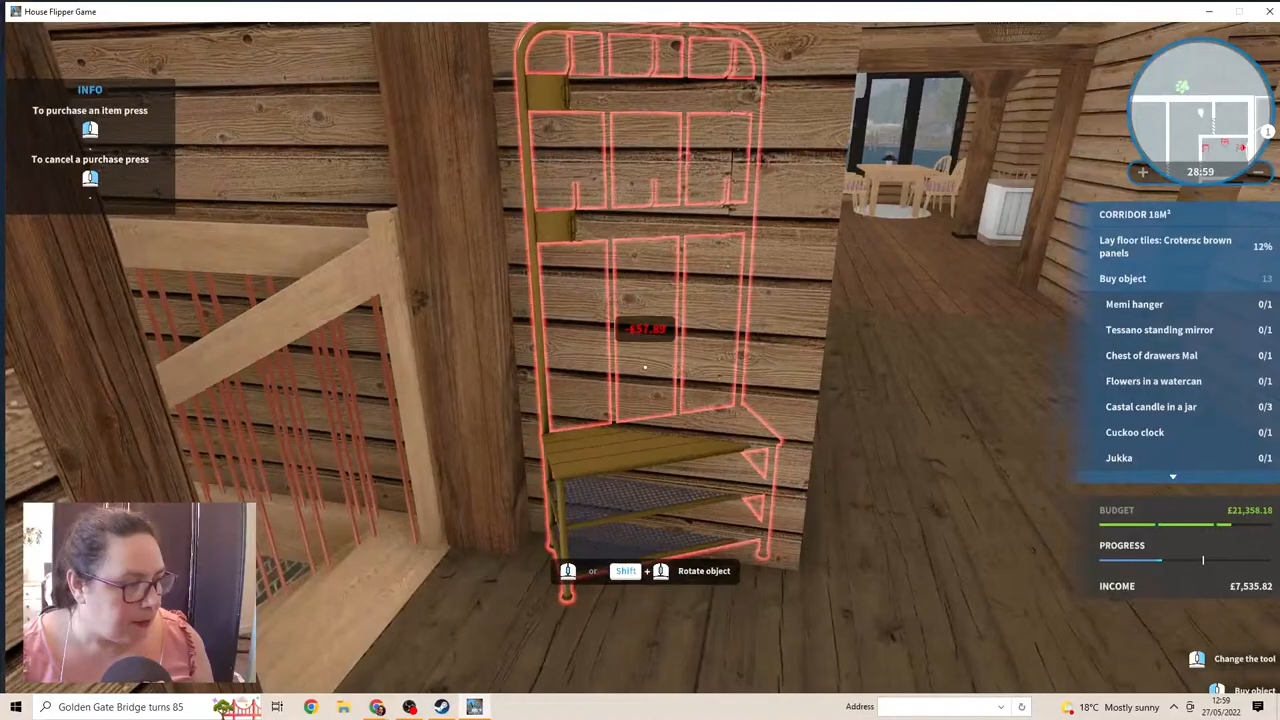 House Flipper Game
INFO
To purchase an item press
To cancel a purchase press
-£57.89
or Shift + Rotate object
1
28:59
CORRIDOR 18M²
Lay floor tiles: Crotersc brown
panels 12%
Buy object 13
Memi hanger 0/1
Tessano standing mirror 0/1
Chest of drawers Mal 0/1
Flowers in a watercan 0/1
Castal candle in a jar 0/3
Cuckoo clock 0/1
Jukka 0/1
BUDGET £21,358.18
PROGRESS
INCOME £7,535.82
Change the tool
Buy object
Golden Gate Bridge turns 85
Address
18°C Mostly sunny
12:59
27/05/2022